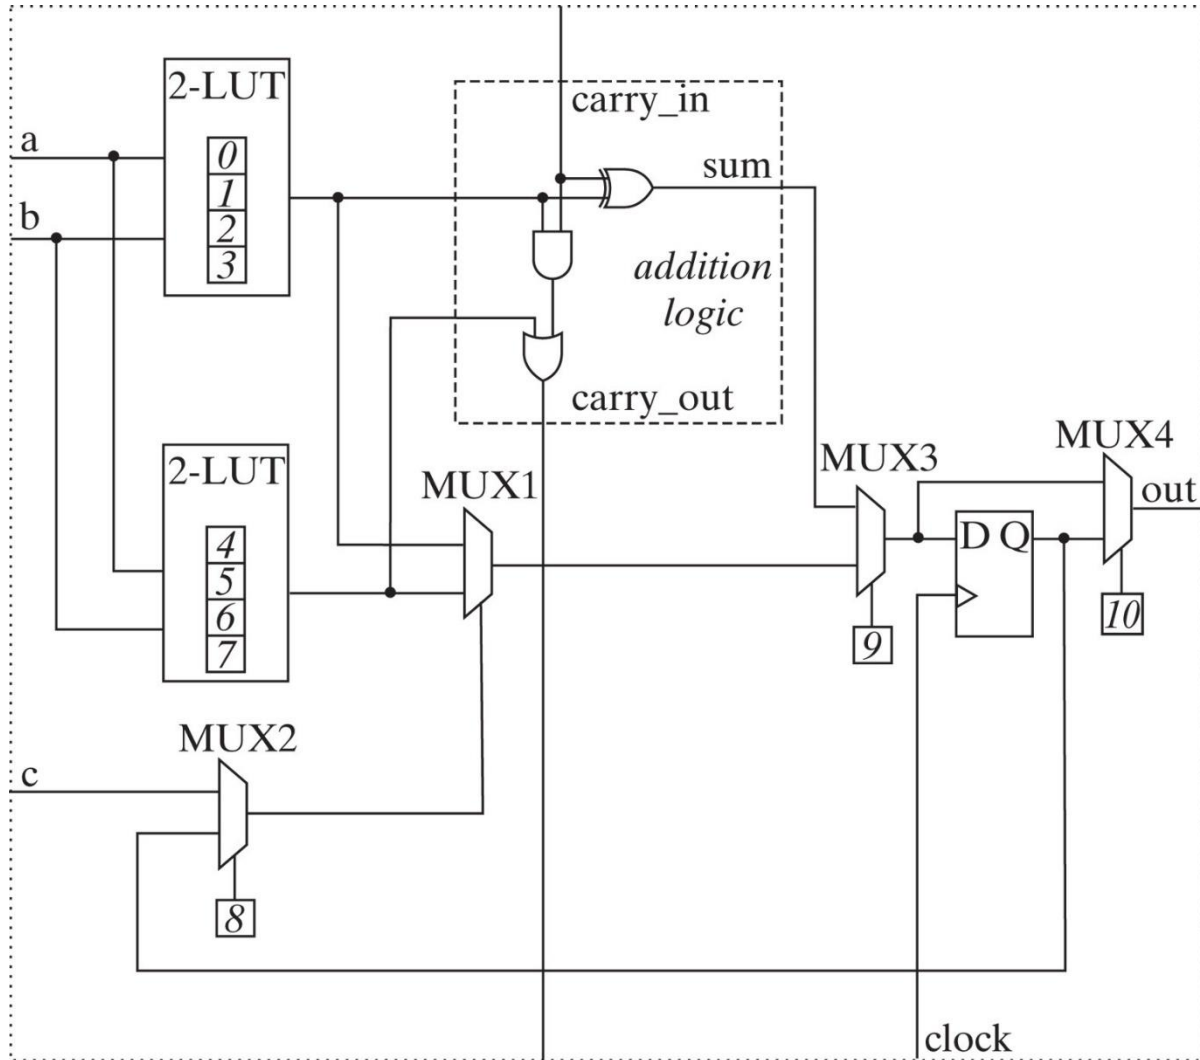 2-LUT
carry_in
a
0
sum
1
b
2
3
addition
logic
carry_out
MUX4
MUX3
2-LUT
MUX1
out
4
D Q
5
6
10
7
9
MUX2
c
8
clock